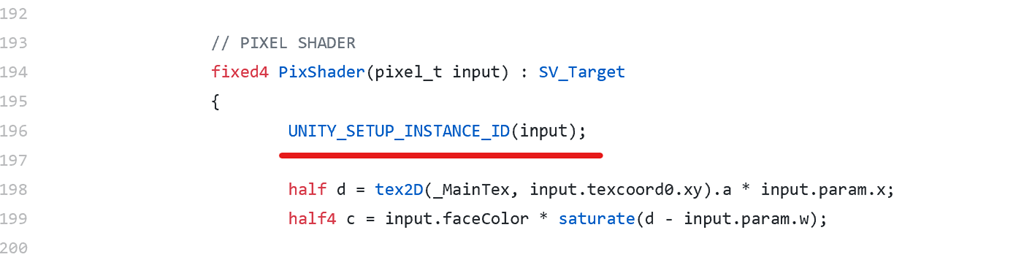 192
193 // PIXEL SHADER
194 fixed4 PixShader(pixel_t input) : SV_Target
195 {
196 UNITY_SETUP_INSTANCE_ID(input);
197
198 half d = tex2D(_MainTex, input.texcoord0.xy).a * input.param.x;
199 half4 c = input.faceColor * saturate(d - input.param.w);
200